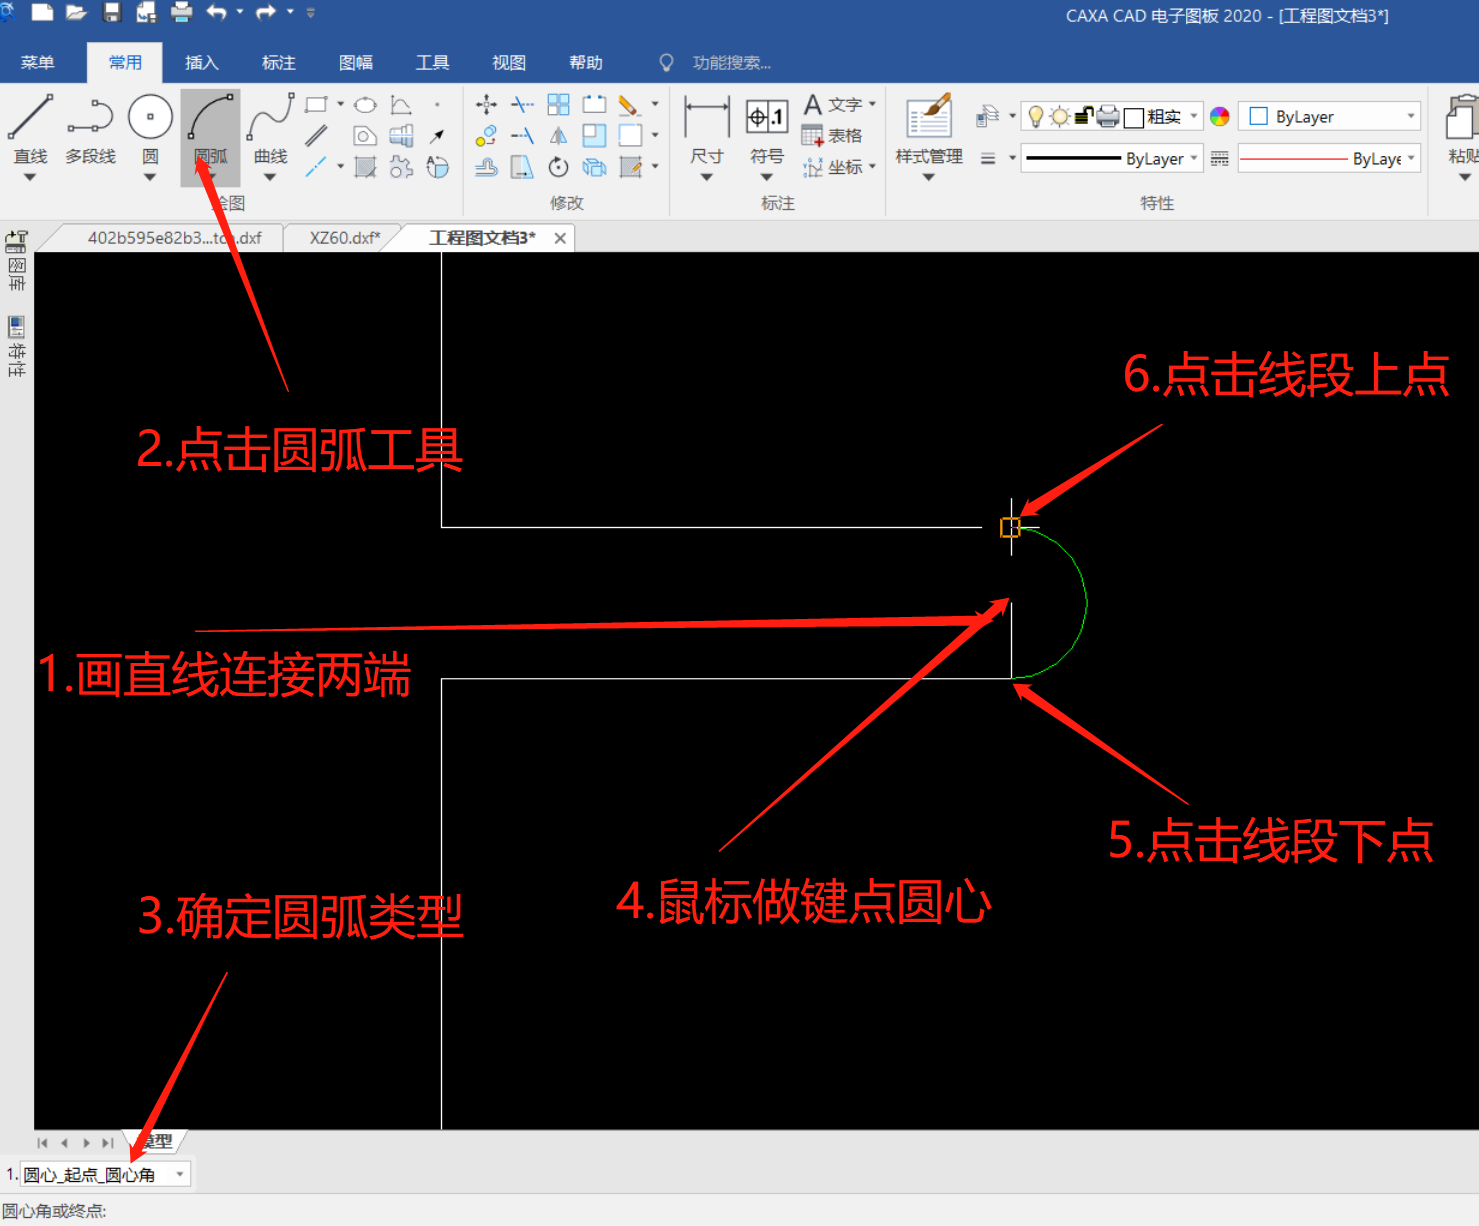 CAXA CAD 电子图板 2020 - [工程图文档3*]
菜单 常用 插入 标注 图幅 工具 视图 帮助 功能搜索...
直线 多段线 圆 圆弧 曲线
尺寸 符号 .1
A 文字
表格
坐标
样式管理
粗实
ByLayer
ByLayer
ByLaye
粘贴
绘图 修改 标注 特性
402b595e82b3...tch.dxf XZ60.dxf* 工程图文档3*
图库
特性
6.点击线段上点
2.点击圆弧工具
1.画直线连接两端
5.点击线段下点
4.鼠标做键点圆心
3.确定圆弧类型
模型
1. 圆心_起点_圆心角
圆心角或终点: